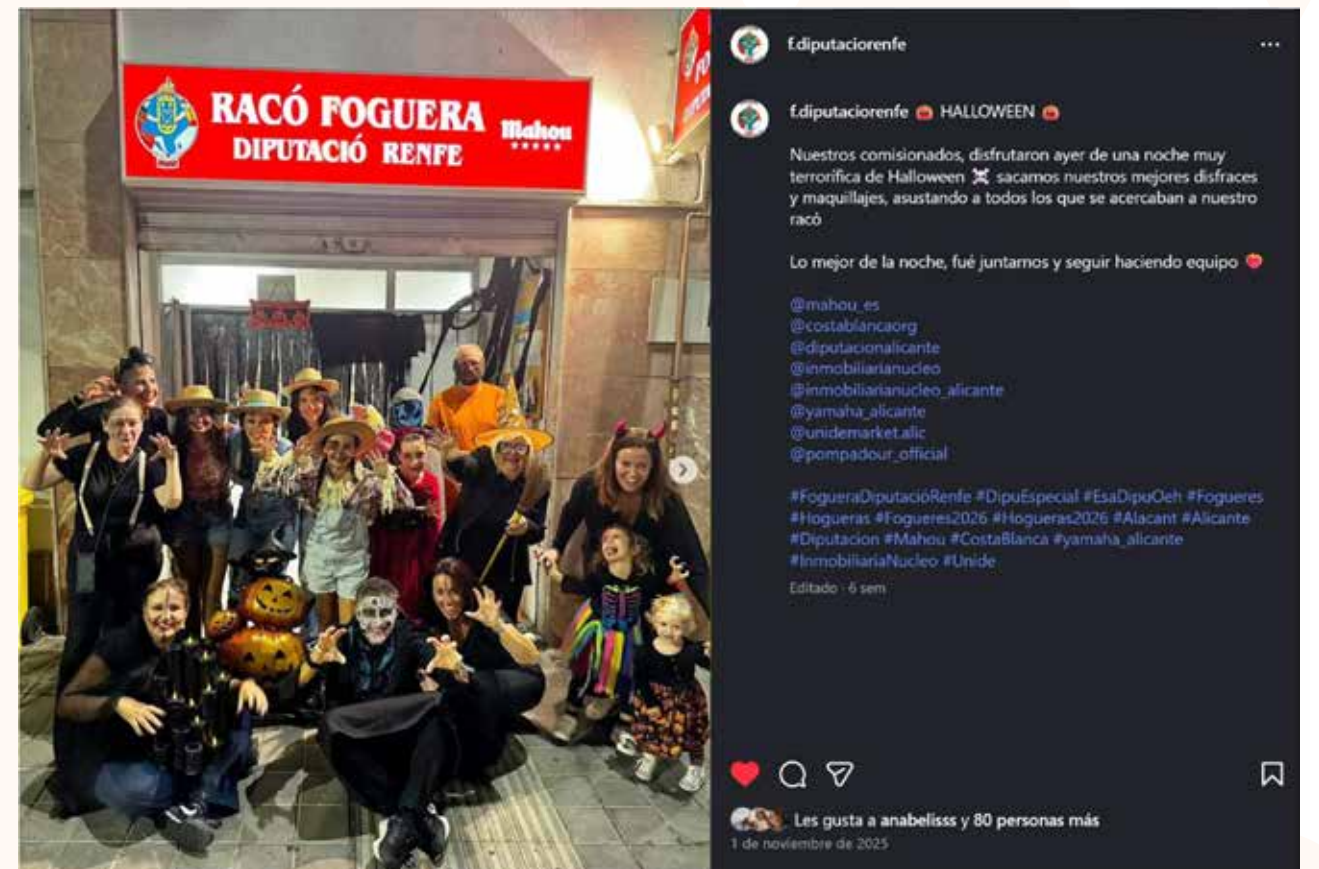 RACÓ FOGUERA
DIPUTACIÓ RENFE
Mahou
f.diputaciorenfe
f.diputaciorenfe 🎃 HALLOWEEN 🎃
Nuestros comisionados, disfrutaron ayer de una noche muy
terrorífica de Halloween ☠️ sacamos nuestros mejores disfraces
y maquillajes, asustando a todos los que se acercaban a nuestro
racó
Lo mejor de la noche, fué juntarnos y seguir haciendo equipo ❤️
@mahou_es
@costablancaorg
@diputacionalicante
@inmobiliarianucleo
@inmobiliarianucleo_alicante
@yamaha_alicante
@unidemarket.alic
@pompadour_official
#FogueraDiputacióRenfe #DipuEspecial #EsaDipuOeh #Fogueres
#Hogueras #Fogueres2026 #Hogueras2026 #Alacant #Alicante
#Diputacion #Mahou #CostaBlanca #yamaha_alicante
#InmobiliariaNucleo #Unide
Editado · 6 sem
Les gusta a anabelisss y 80 personas más
1 de noviembre de 2025